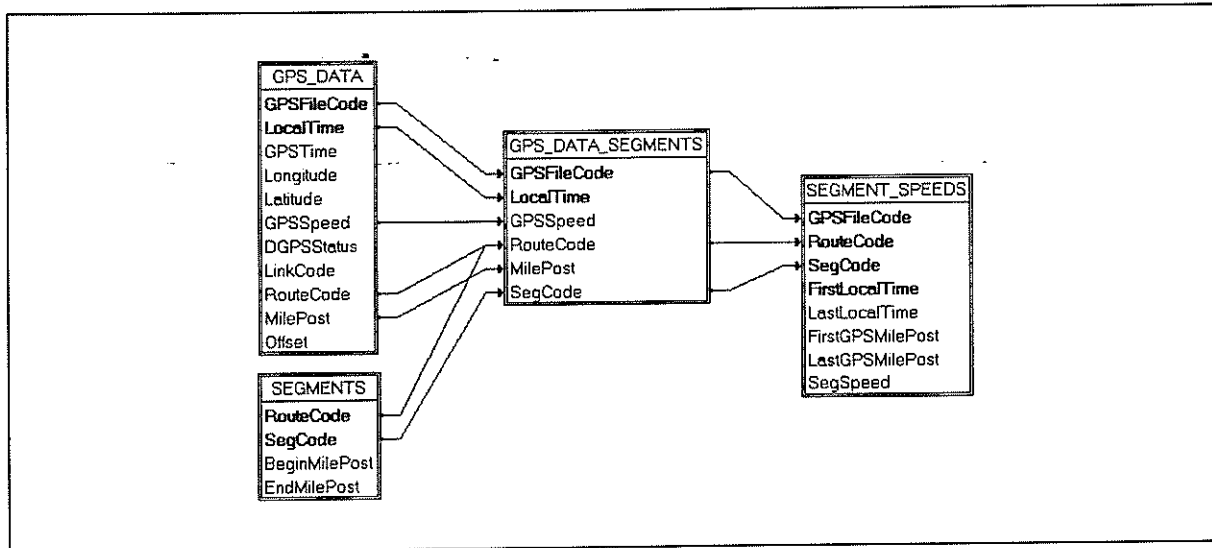 GPS_DATA
GPSFileCode
LocalTime
GPSTime
Longitude
Latitude
GPSSpeed
DGPSStatus
LinkCode
RouteCode
MilePost
Offset
SEGMENTS
RouteCode
SegCode
BeginMilePost
EndMilePost
GPS_DATA_SEGMENTS
GPSFileCode
LocalTime
GPSSpeed
RouteCode
MilePost
SegCode
SEGMENT_SPEEDS
GPSFileCode
RouteCode
SegCode
FirstLocalTime
LastLocalTime
FirstGPSMilePost
LastGPSMilePost
SegSpeed